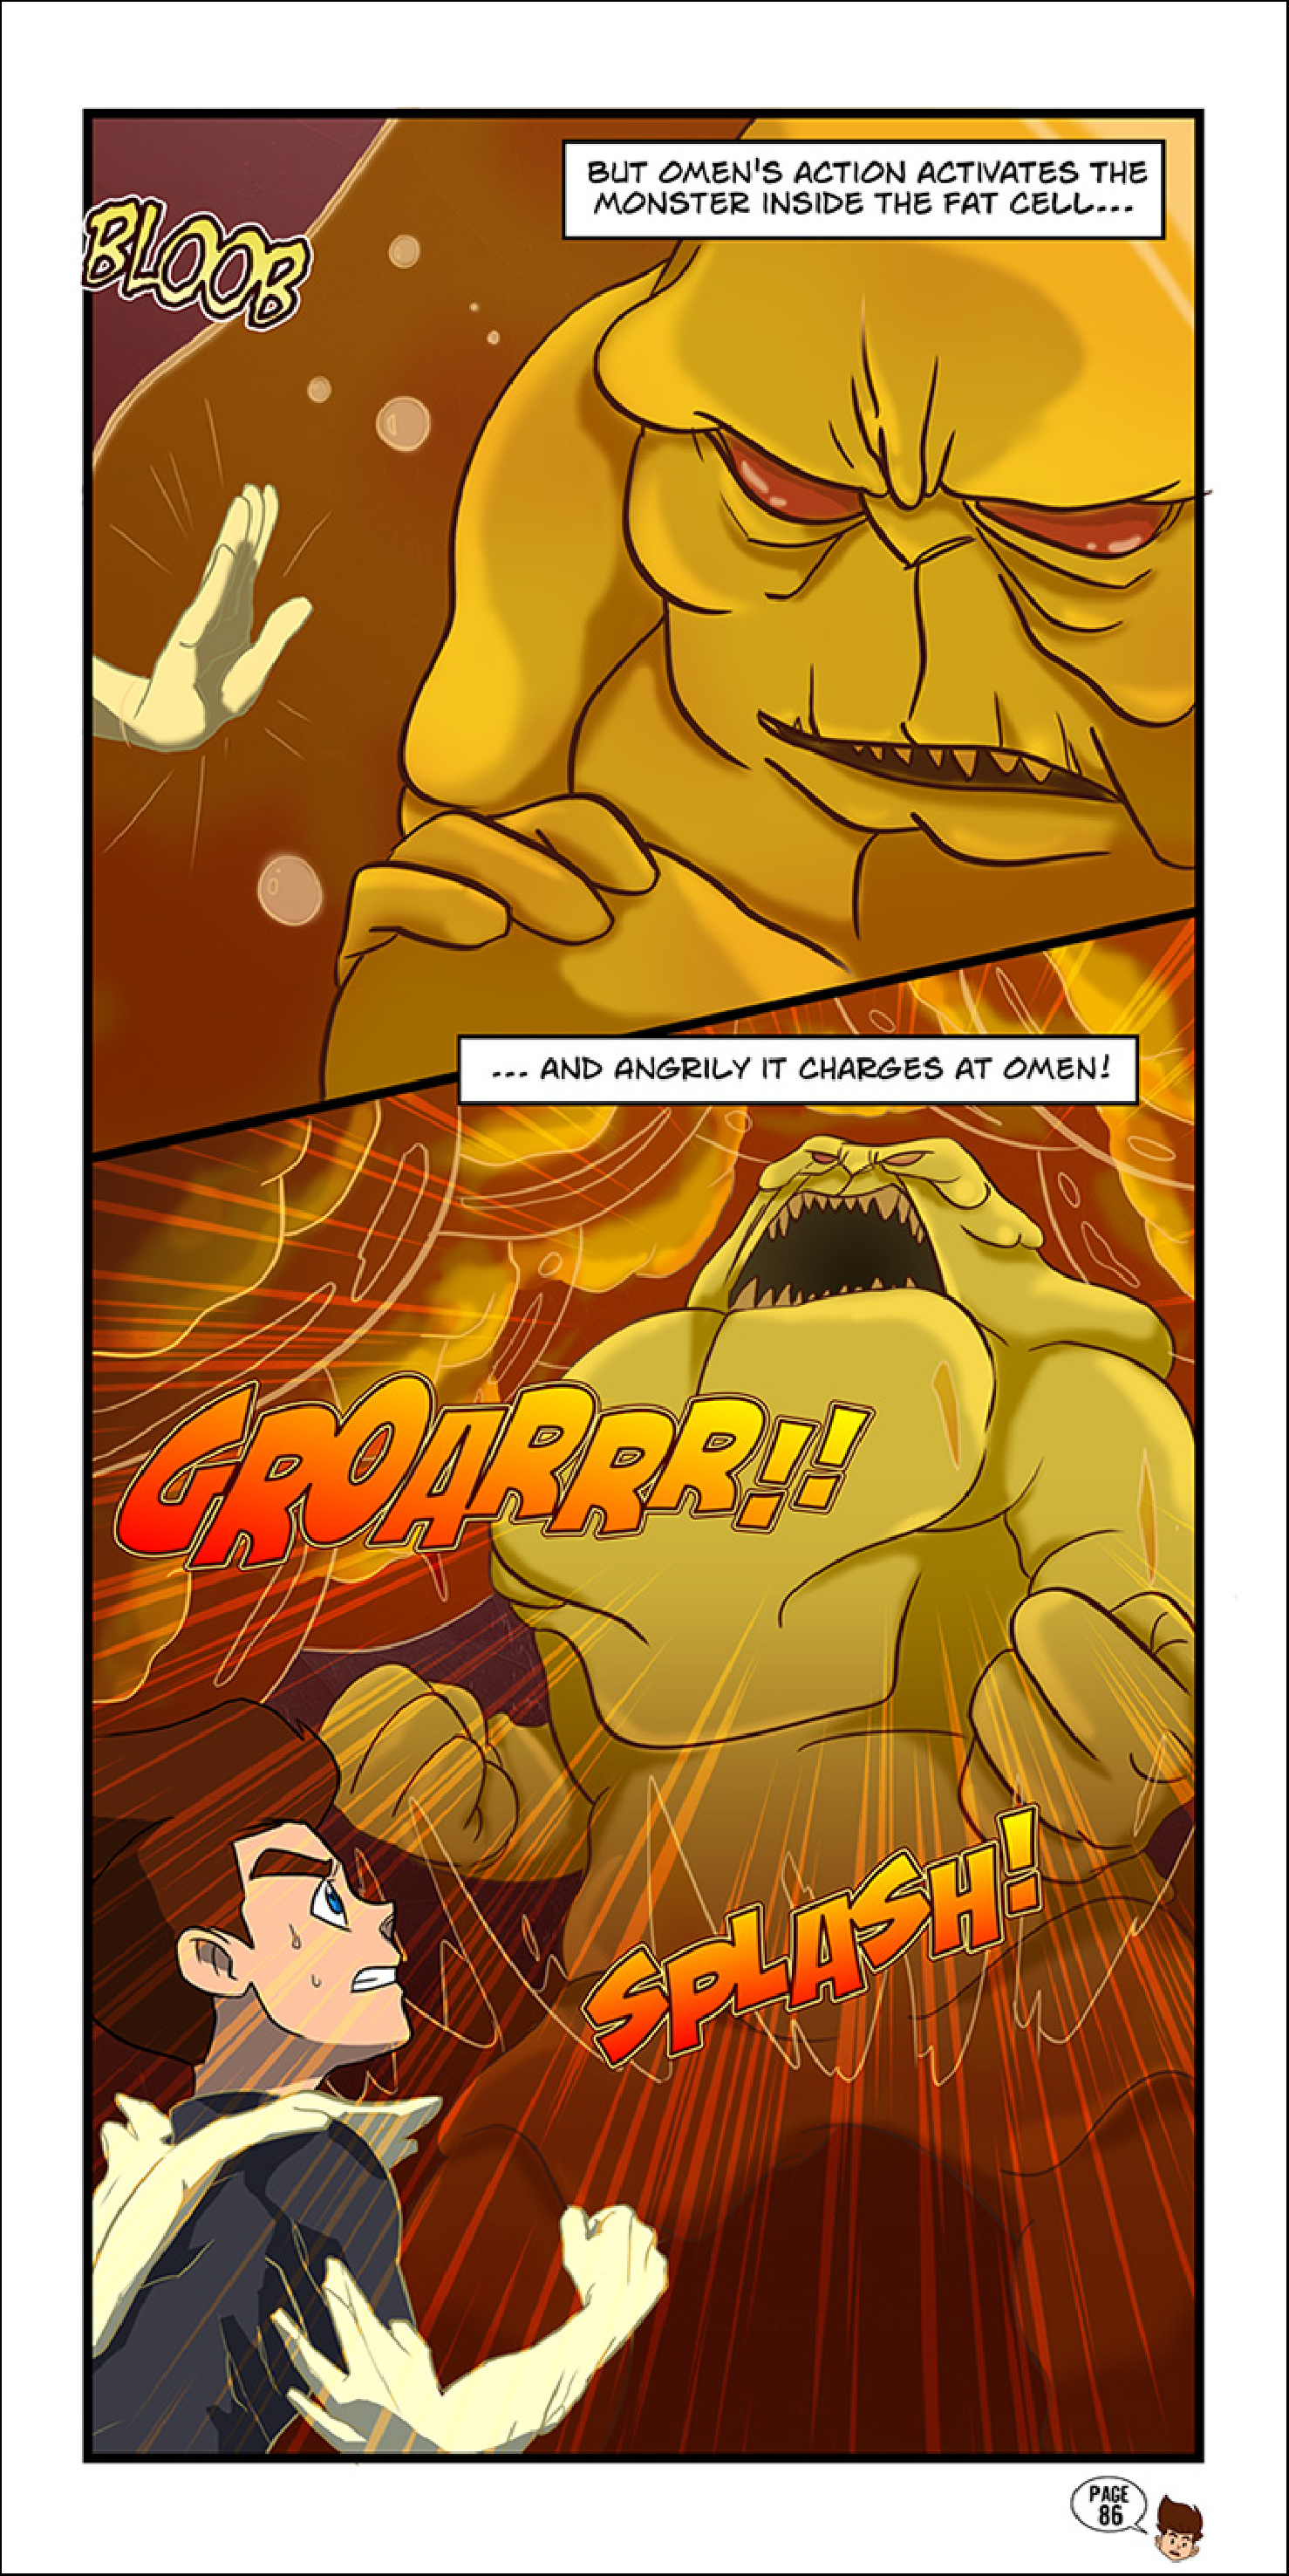 BUT OMEN'S ACTION ACTIVATES THE
MONSTER INSIDE THE FAT CELL...
BLOOB
... AND ANGRILY IT CHARGES AT OMEN!
GROARRR!!
SPLASH!
PAGE
86